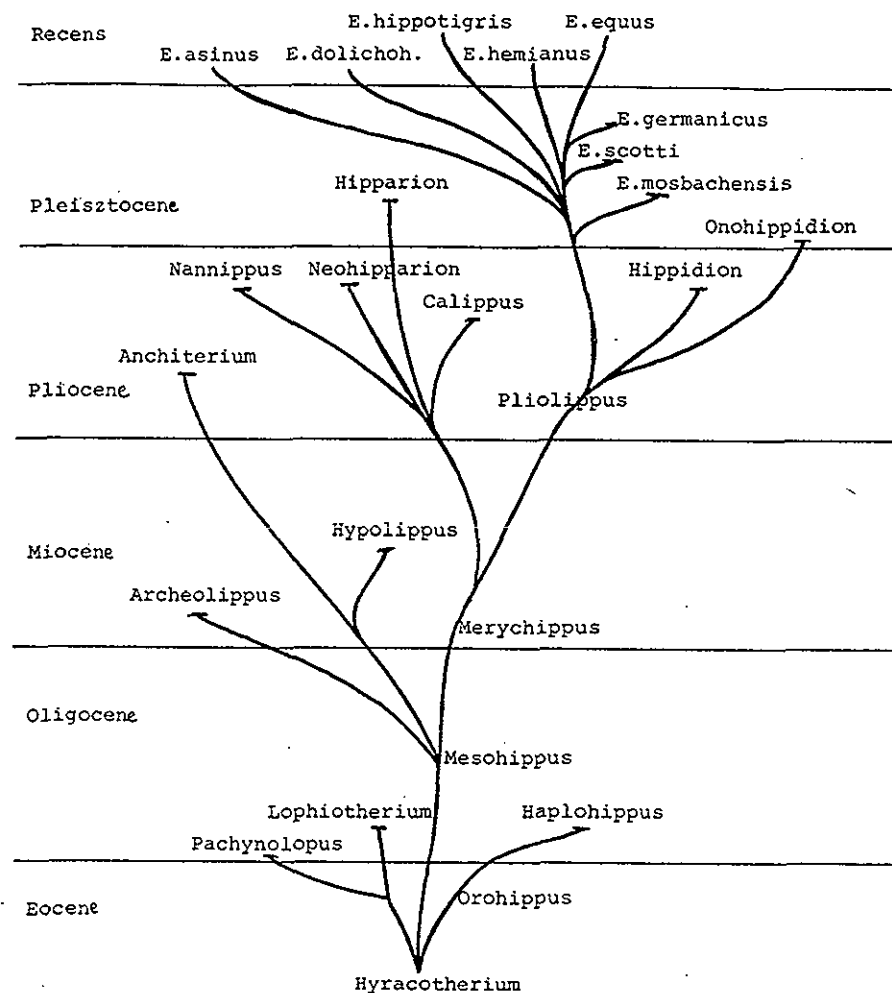 E.hippotigris
E.equus
Recens
E.asinus
E.dolichoh.
E.hemianus
E.germanicus
E.scotti
E.mosbachensis
Hipparion
Pleisztocene
Onohippidion
Nannippus
Neohipparion
Hippidion
Calippus
Anchiterium
Pliocene
Pliolippus
Hypolippus
Miocene
Archeolippus
Merychippus
Oligocene
Mesohippus
Lophiotherium
Haplohippus
Pachynolopus
Orohippus
Eocene
Hyracotherium